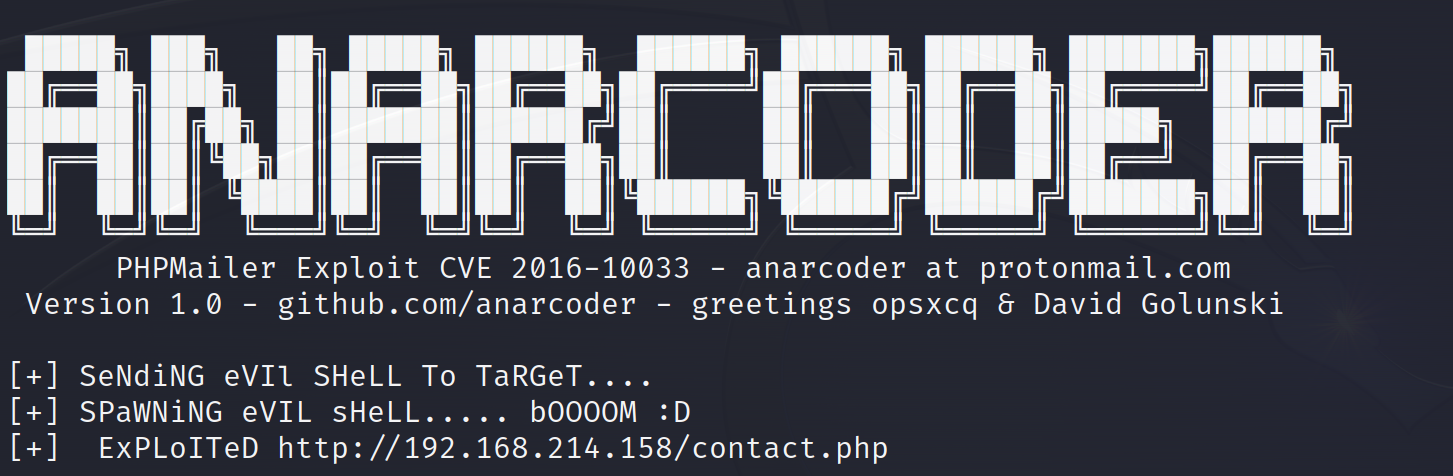 ANARCODER
PHPMailer Exploit CVE 2016-10033 - anarcoder at protonmail.com
Version 1.0 - github.com/anarcoder - greetings opsxcq & David Golunski
[+] SeNdiNG eVIl SHeLL To TaRGeT....
[+] SPaWNiNG eVIL sHeLL..... bOOOOM :D
[+]  ExPLoITeD http://192.168.214.158/contact.php